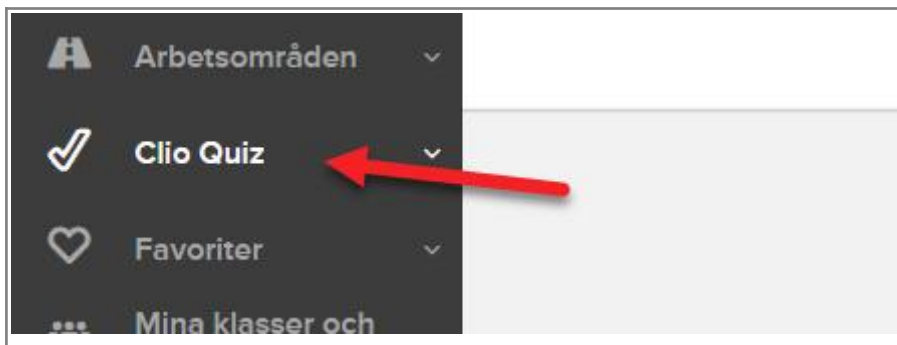 Arbetsområden
Clio Quiz
Favoriter
Mina klasser och